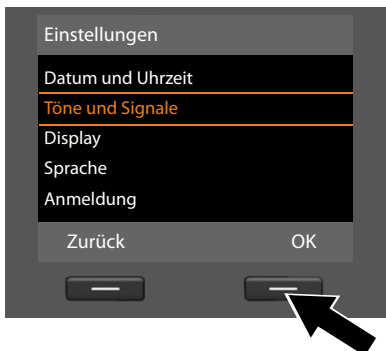 Einstellungen
Datum und Uhrzeit
Töne und Signale
Display
Sprache
Anmeldung
Zurück OK